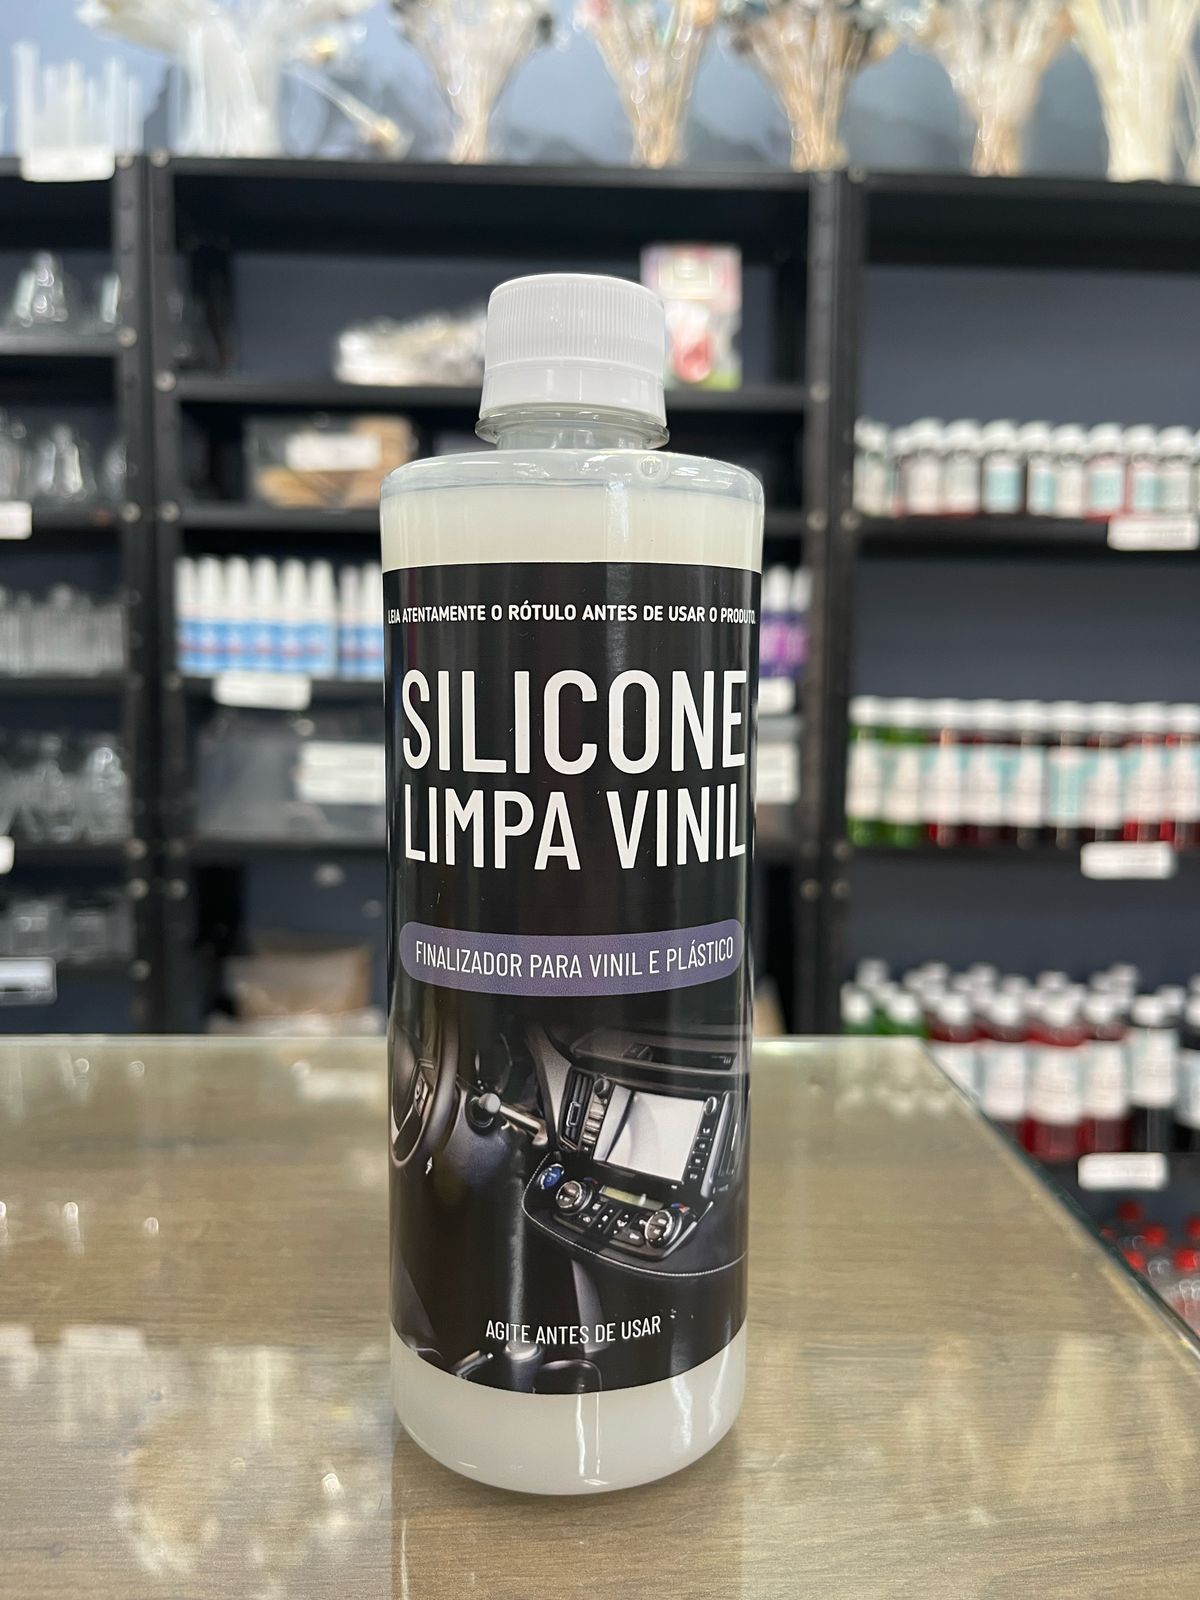 LEIA ATENTAMENTE O RÓTULO ANTES DE USAR O PRODUTO.
SILICONE
LIMPA VINIL
FINALIZADOR PARA VINIL E PLÁSTICO
AGITE ANTES DE USAR